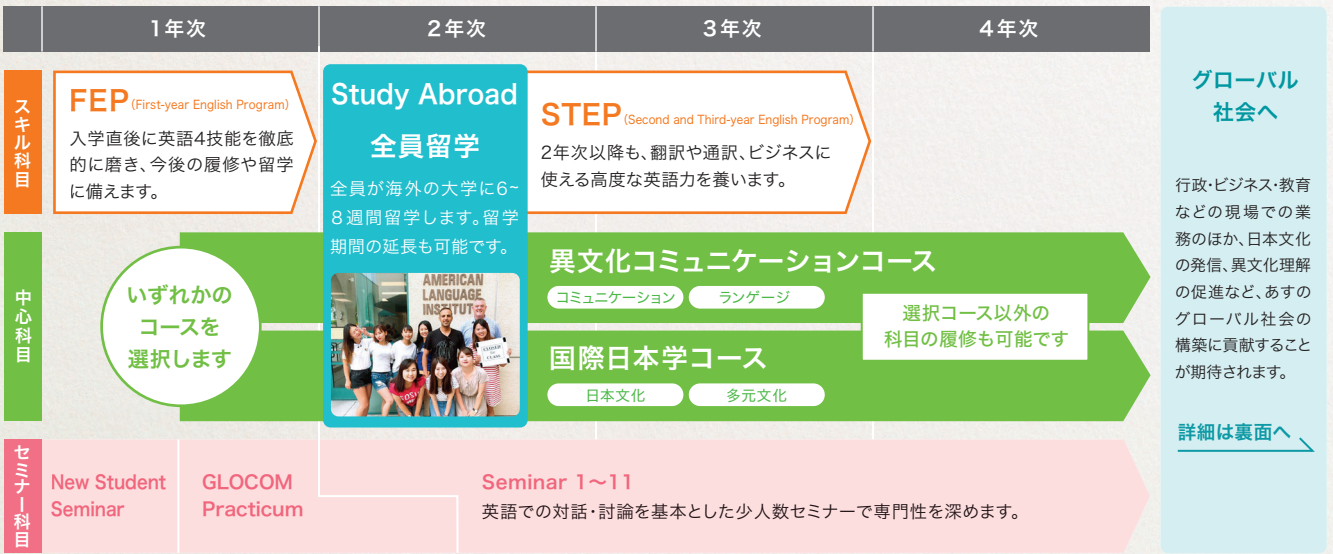 1年次
2年次
3年次
4年次
スキル科目
FEP (First-year English Program)
入学直後に英語4技能を徹底
的に磨き、今後の履修や留学
に備えます。
Study Abroad
全員留学
全員が海外の大学に6~
8週間留学します。留学
期間の延長も可能です。
AMERICAN
LANGUAGE
INSTITUTE
STEP (Second and Third-year English Program)
2年次以降も、翻訳や通訳、ビジネスに
使える高度な英語力を養います。
中心科目
いずれかの
コースを
選択します
異文化コミュニケーションコース
コミュニケーション
ランゲージ
国際日本学コース
日本文化
多元文化
選択コース以外の
科目の履修も可能です
セミナー科目
New Student
Seminar
GLOCOM
Practicum
Seminar 1〜11
英語での対話・討論を基本とした少人数セミナーで専門性を深めます。
グローバル
社会へ
行政・ビジネス・教育
などの現場での業
務のほか、日本文化
の発信、異文化理解
の促進など、あすの
グローバル社会の
構築に貢献すること
が期待されます。
詳細は裏面へ